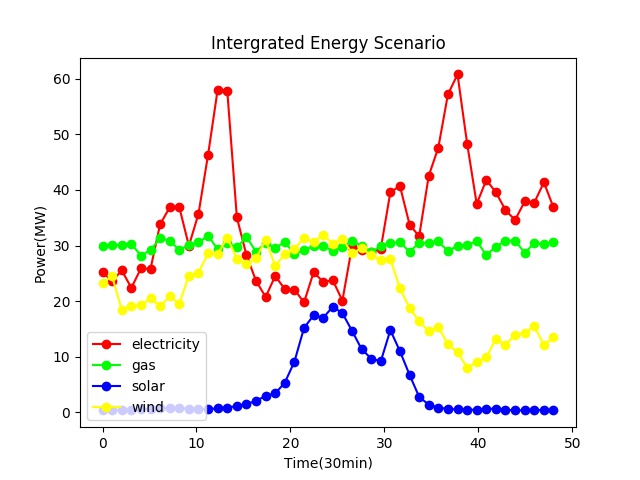 Intergrated Energy Scenario
Power(MW)
60
50
40
30
20
10
0
electricity
gas
solar
wind
0 10 20 30 40 50
Time(30min)